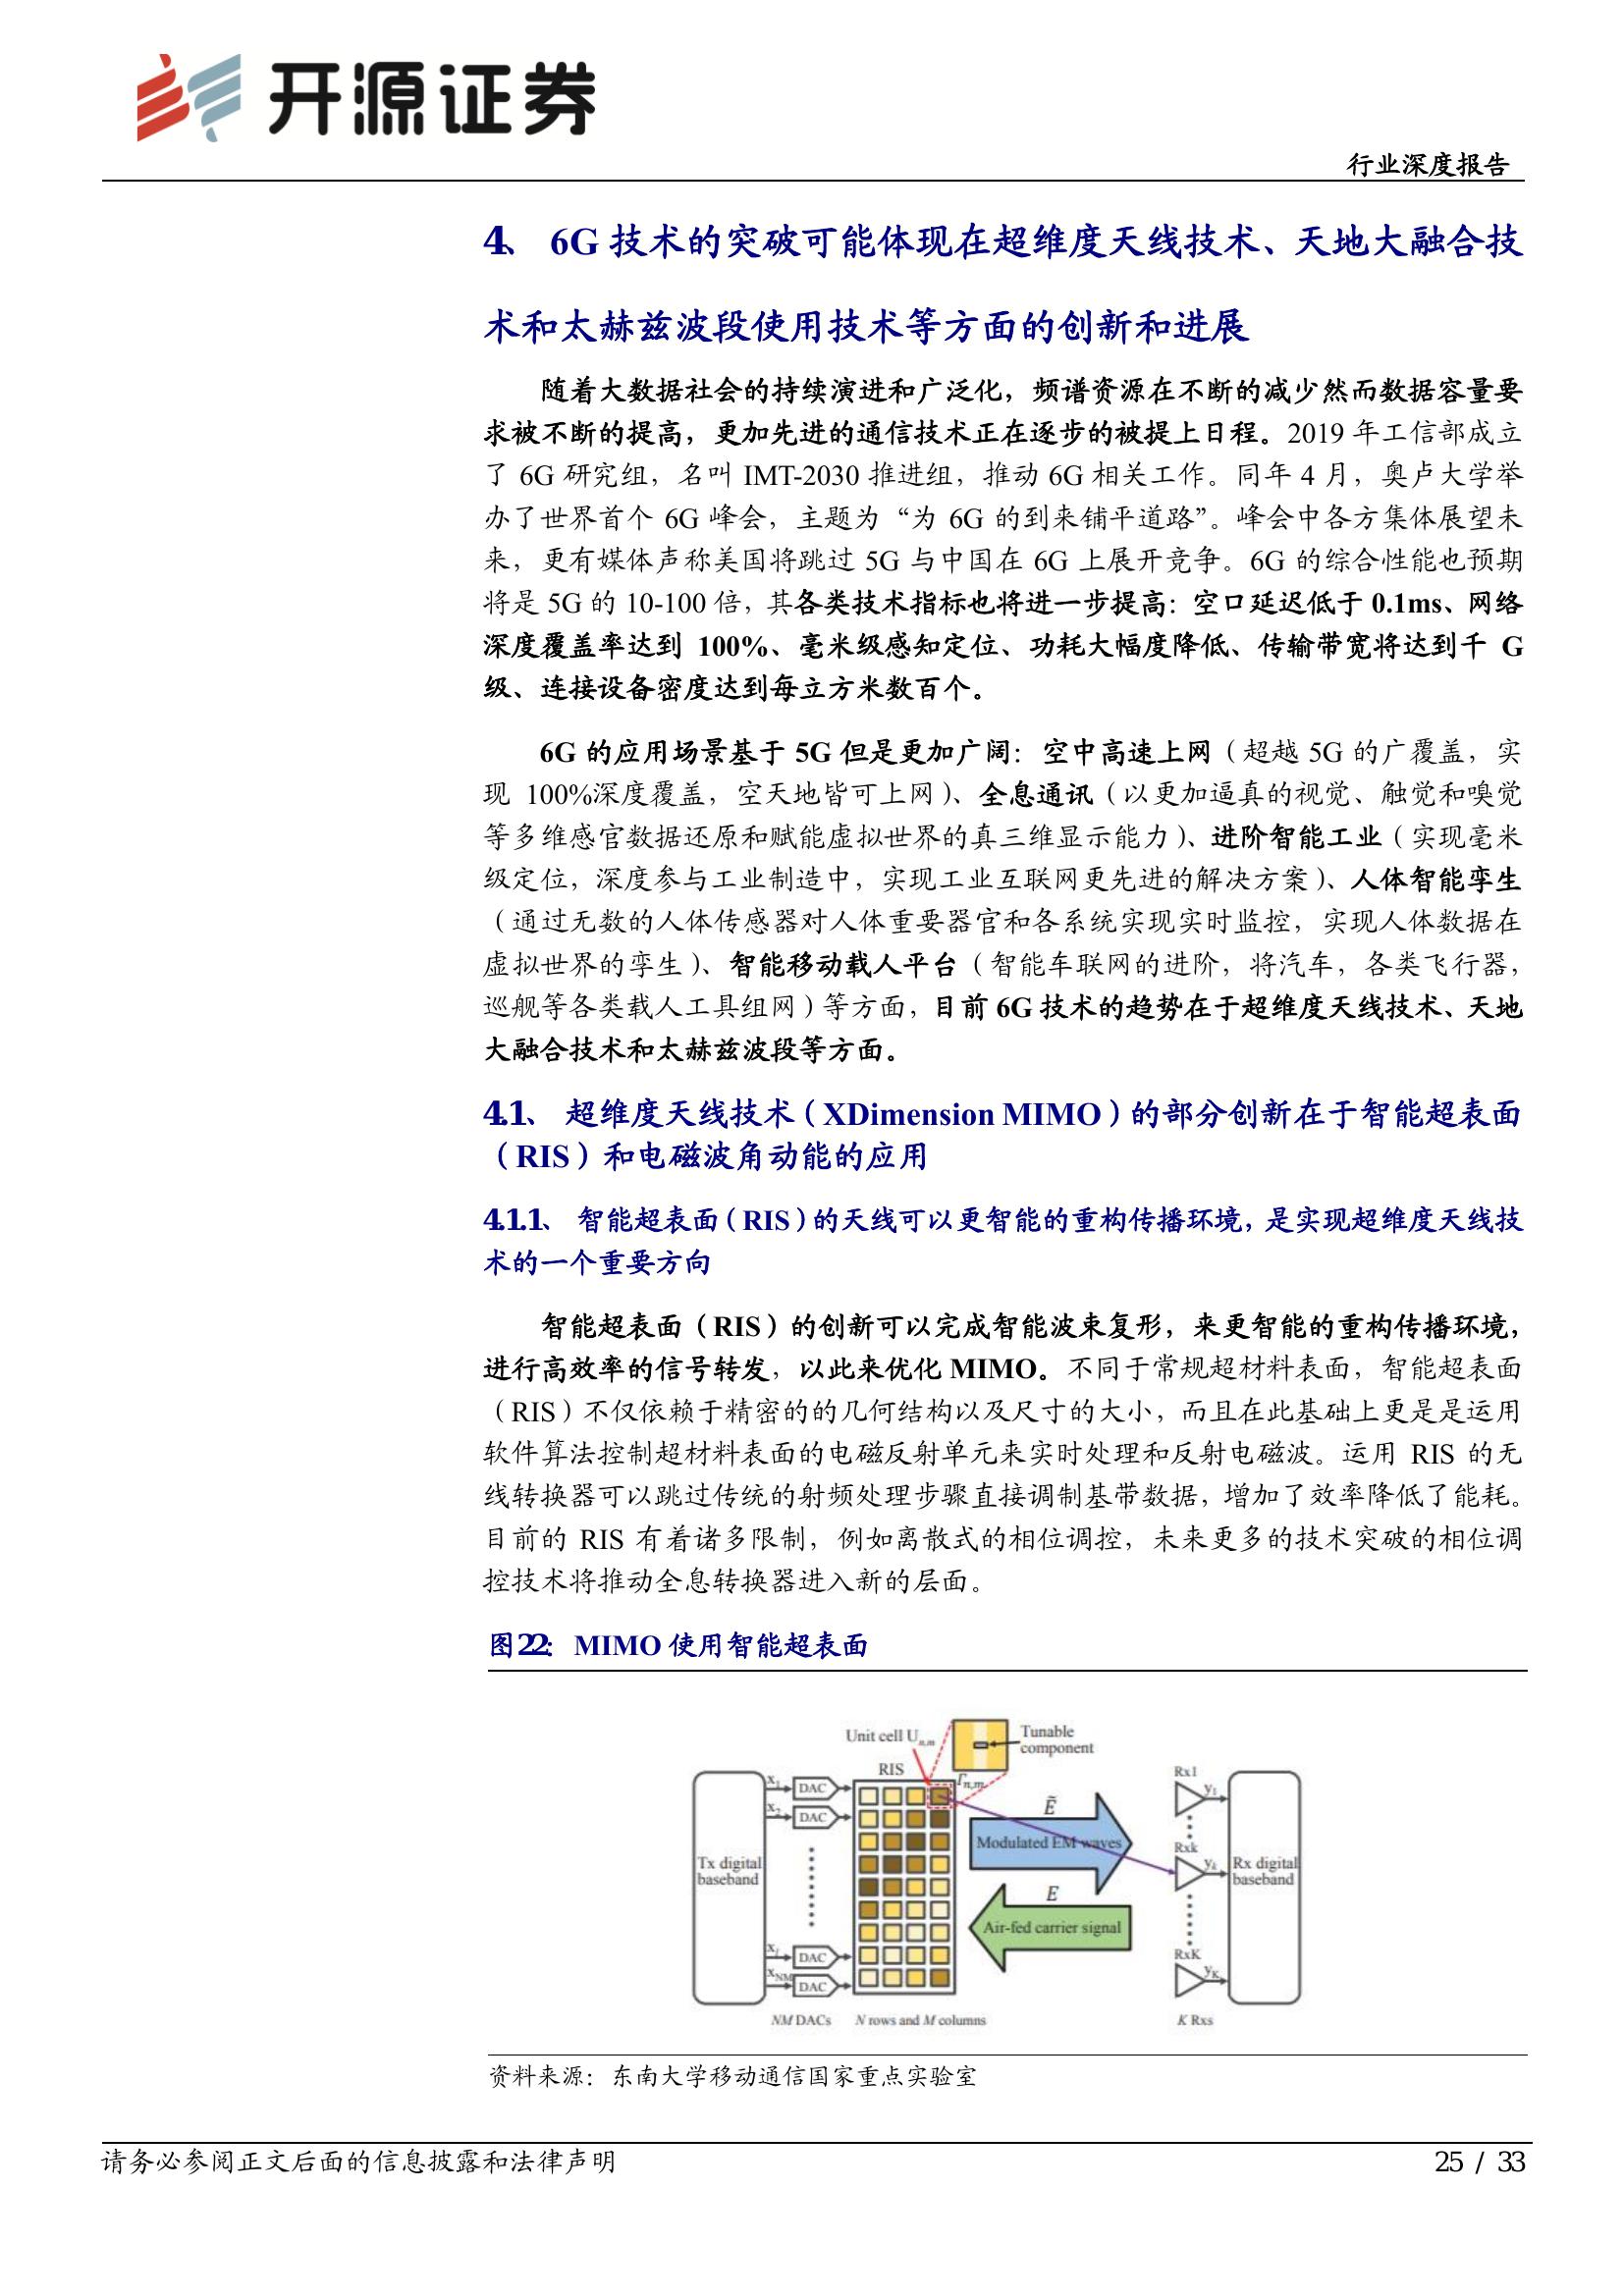 开源证券
行业深度报告
4、 6G 技术的突破可能体现在超维度天线技术、天地大融合技
术和太赫兹波段使用技术等方面的创新和进展
随着大数据社会的持续演进和广泛化，频谱资源在不断的减少然而数据容量要
求被不断的提高，更加先进的通信技术正在逐步的被提上日程。2019 年工信部成立
了 6G 研究组，名叫 IMT-2030 推进组，推动 6G 相关工作。同年 4 月，奥卢大学举
办了世界首个 6G 峰会，主题为“为 6G 的到来铺平道路”。峰会中各方集体展望未
来，更有媒体声称美国将跳过 5G 与中国在 6G 上展开竞争。6G 的综合性能也预期
将是 5G 的 10-100 倍，其各类技术指标也将进一步提高：空口延迟低于 0.1ms、网络
深度覆盖率达到 100%、毫米级感知定位、功耗大幅度降低、传输带宽将达到千 G
级、连接设备密度达到每立方米数百个。
6G 的应用场景基于 5G 但是更加广阔：空中高速上网（超越 5G 的广覆盖，实
现 100%深度覆盖，空天地皆可上网）、全息通讯（以更加逼真的视觉、触觉和嗅觉
等多维感官数据还原和赋能虚拟世界的真三维显示能力）、进阶智能工业（实现毫米
级定位，深度参与工业制造中，实现工业互联网更先进的解决方案）、人体智能孪生
（通过无数的人体传感器对人体重要器官和各系统实现实时监控，实现人体数据在
虚拟世界的孪生）、智能移动载人平台（智能车联网的进阶，将汽车，各类飞行器，
巡舰等各类载人工具组网）等方面，目前 6G 技术的趋势在于超维度天线技术、天地
大融合技术和太赫兹波段等方面。
4.1、 超维度天线技术（XDimension MIMO）的部分创新在于智能超表面
（RIS）和电磁波角动能的应用
4.1.1、 智能超表面（RIS）的天线可以更智能的重构传播环境，是实现超维度天线技
术的一个重要方向
智能超表面（RIS）的创新可以完成智能波束复形，来更智能的重构传播环境，
进行高效率的信号转发，以此来优化 MIMO。不同于常规超材料表面，智能超表面
（RIS）不仅依赖于精密的的几何结构以及尺寸的大小，而且在此基础上更是是运用
软件算法控制超材料表面的电磁反射单元来实时处理和反射电磁波。运用 RIS 的无
线转换器可以跳过传统的射频处理步骤直接调制基带数据，增加了效率降低了能耗。
目前的 RIS 有着诸多限制，例如离散式的相位调控，未来更多的技术突破的相位调
控技术将推动全息转换器进入新的层面。
图22： MIMO 使用智能超表面
Unit cell Uₙ,ₘ
Tunable
component
RIS
Γₙ,ₘ
Tx digital
baseband
x₁
DAC
x₂
DAC
xₗ
DAC
x_NM
DAC
Ẽ
Modulated EM waves
E
Air-fed carrier signal
Rx1
y₁
Rxk
yₖ
RxK
y_K
Rx digital
baseband
NM DACs
N rows and M columns
K Rxs
资料来源：东南大学移动通信国家重点实验室
请务必参阅正文后面的信息披露和法律声明
25 / 33